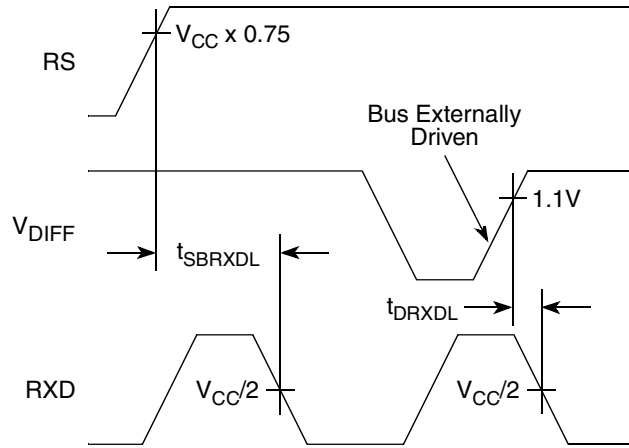 RS
V_CC x 0.75
Bus Externally
Driven
V_DIFF
1.1V
t_SBRXDL
t_DRXDL
RXD
V_CC/2
V_CC/2